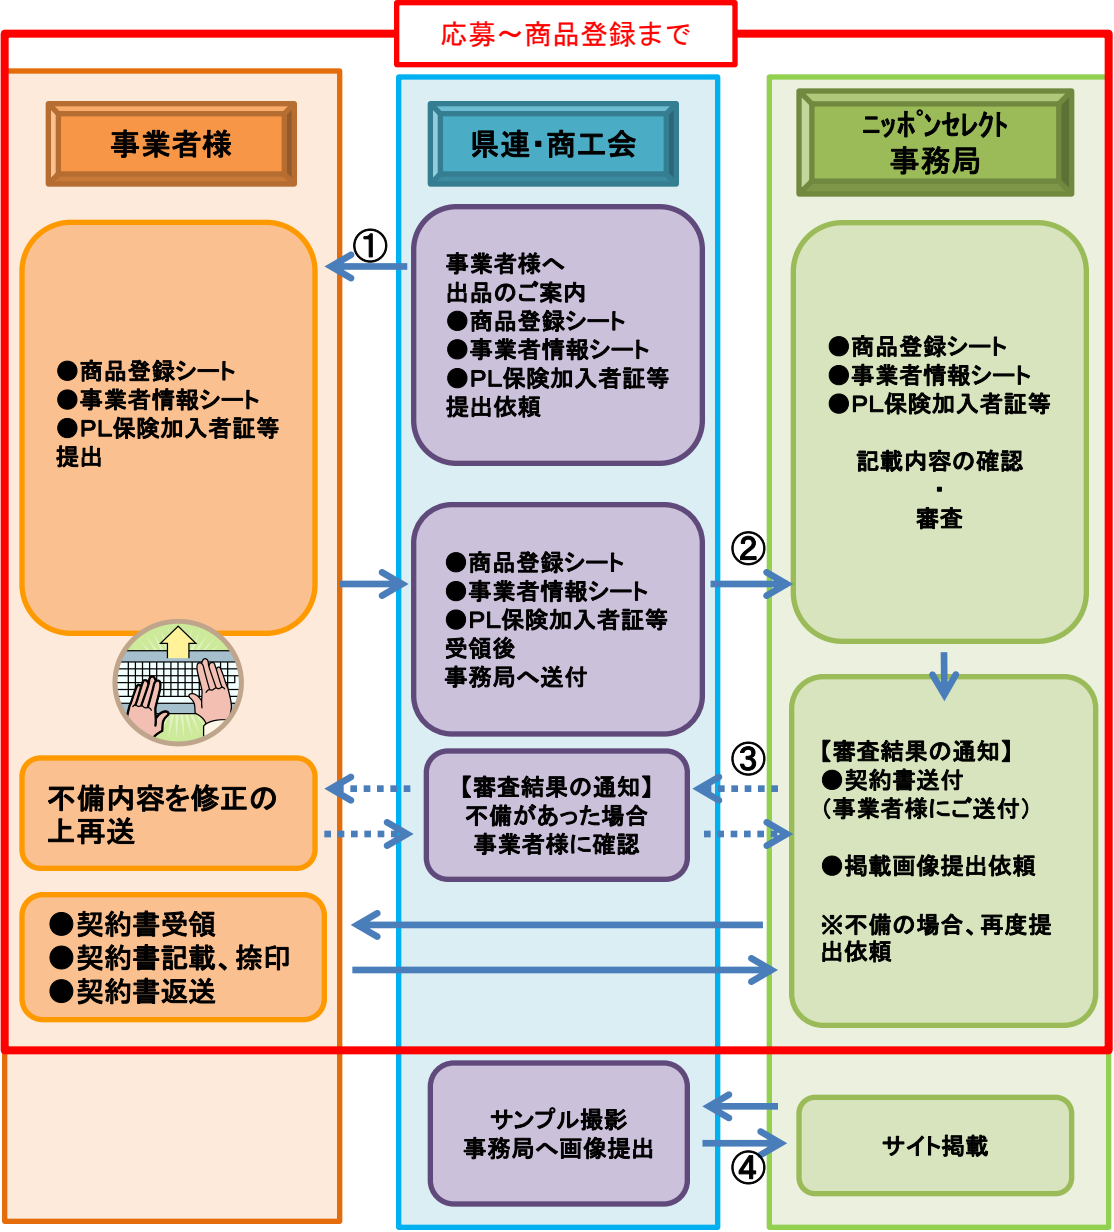 応募～商品登録まで
事業者様
●商品登録シート
●事業者情報シート
●PL保険加入者証等
提出
不備内容を修正の
上再送
●契約書受領
●契約書記載、捺印
●契約書返送
県連・商工会
①
事業者様へ
出品のご案内
●商品登録シート
●事業者情報シート
●PL保険加入者証等
提出依頼
●商品登録シート
●事業者情報シート
●PL保険加入者証等
受領後
事務局へ送付
②
【審査結果の通知】
不備があった場合
事業者様に確認
③
サンプル撮影
事務局へ画像提出
④
ニッポンセレクト
事務局
●商品登録シート
●事業者情報シート
●PL保険加入者証等
記載内容の確認
・
審査
【審査結果の通知】
●契約書送付
（事業者様にご送付）
●掲載画像提出依頼
※不備の場合、再度提
出依頼
サイト掲載